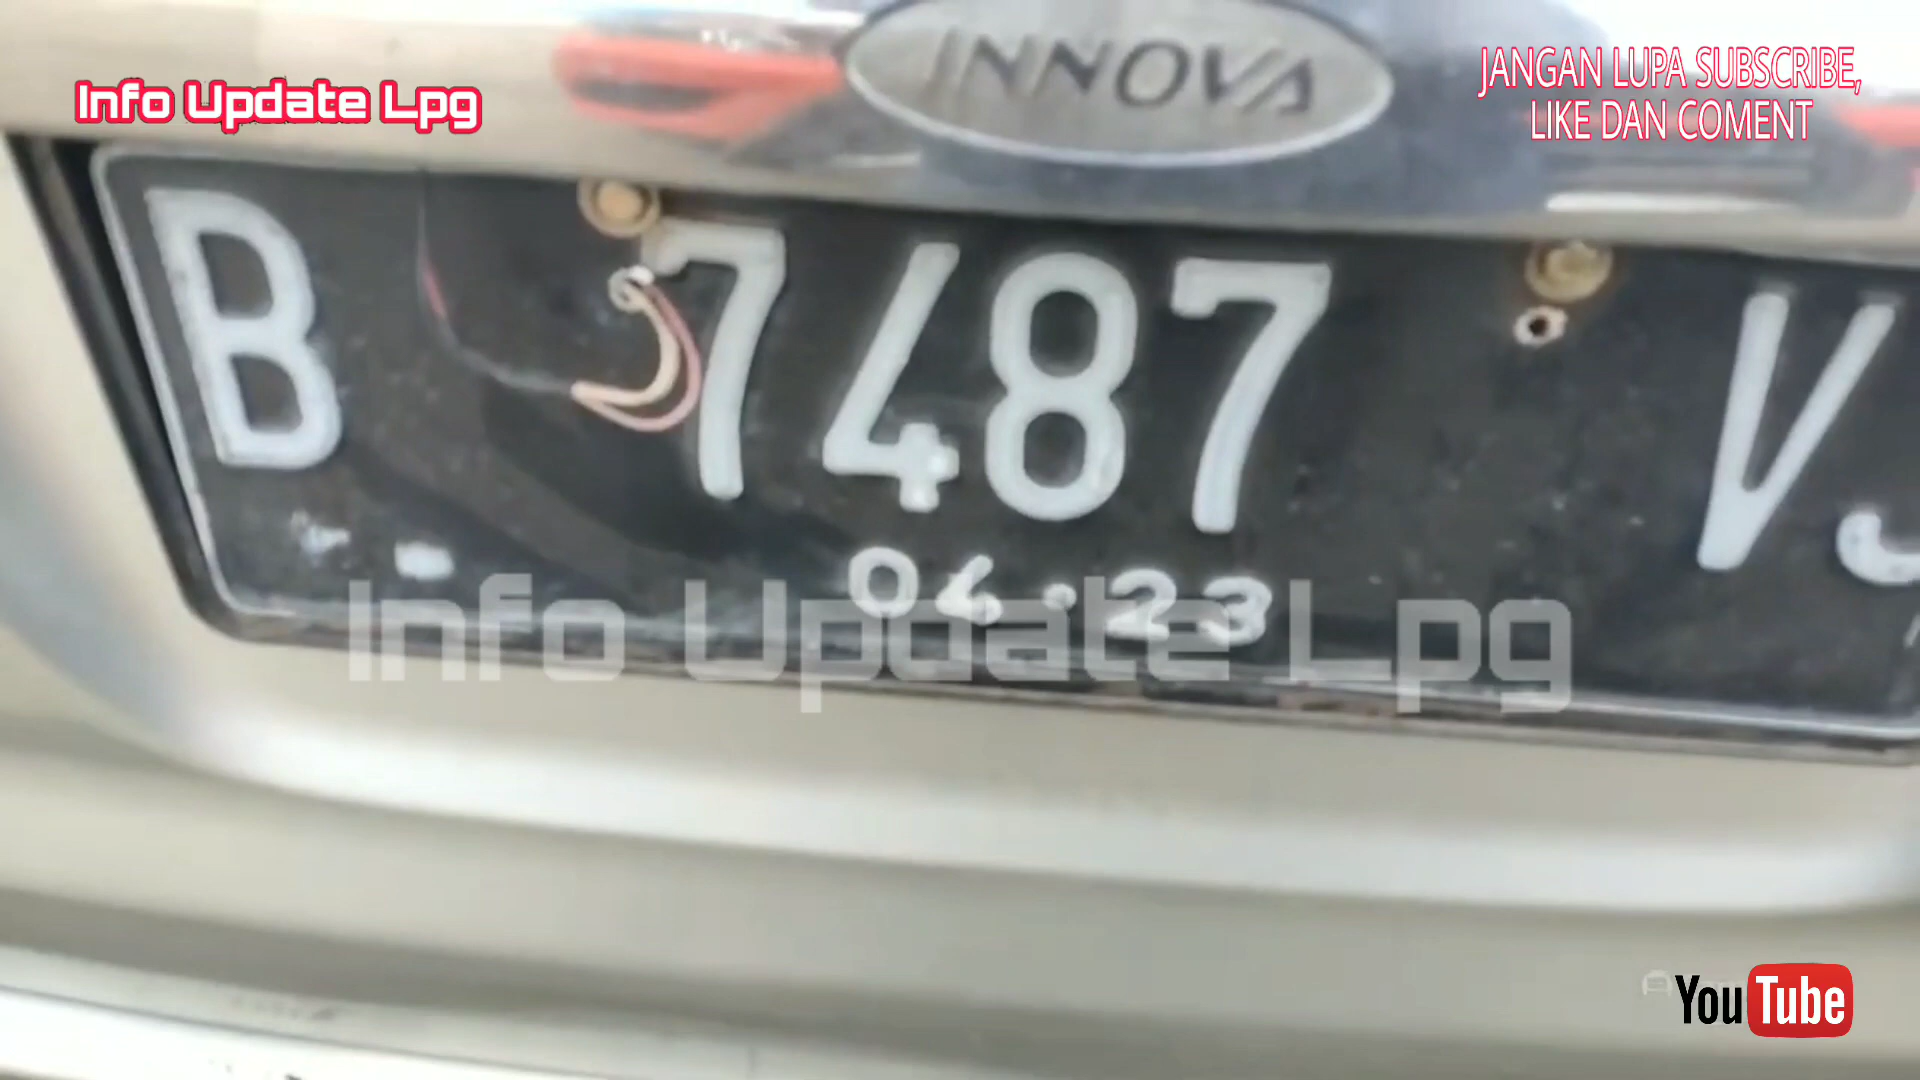 INNOVA
Info Update Lpg
JANGAN LUPA SUBSCRIBE,
LIKE DAN COMENT
B 7487 V
04·23
Info Update Lpg
YouTube